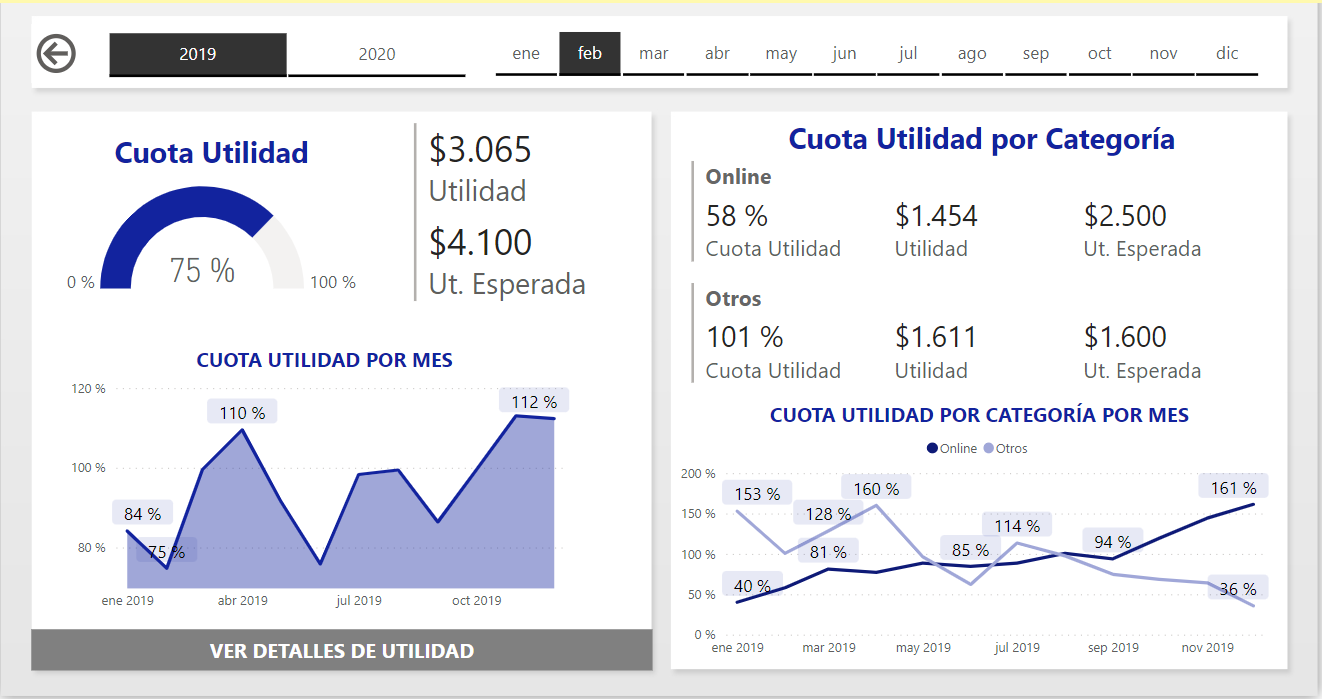 2019 2020 ene feb mar abr may jun jul ago sep oct nov dic
Cuota Utilidad
75 %
0 % 100 %
$3.065
Utilidad
$4.100
Ut. Esperada
CUOTA UTILIDAD POR MES
120 %
100 %
80 %
84 %
75 %
110 %
112 %
ene 2019 abr 2019 jul 2019 oct 2019
VER DETALLES DE UTILIDAD
Cuota Utilidad por Categoría
Online
58 % $1.454 $2.500
Cuota Utilidad Utilidad Ut. Esperada
Otros
101 % $1.611 $1.600
Cuota Utilidad Utilidad Ut. Esperada
CUOTA UTILIDAD POR CATEGORÍA POR MES
Online Otros
200 %
150 %
100 %
50 %
0 %
153 %
128 %
160 %
114 %
161 %
40 %
81 %
85 %
94 %
36 %
ene 2019 mar 2019 may 2019 jul 2019 sep 2019 nov 2019